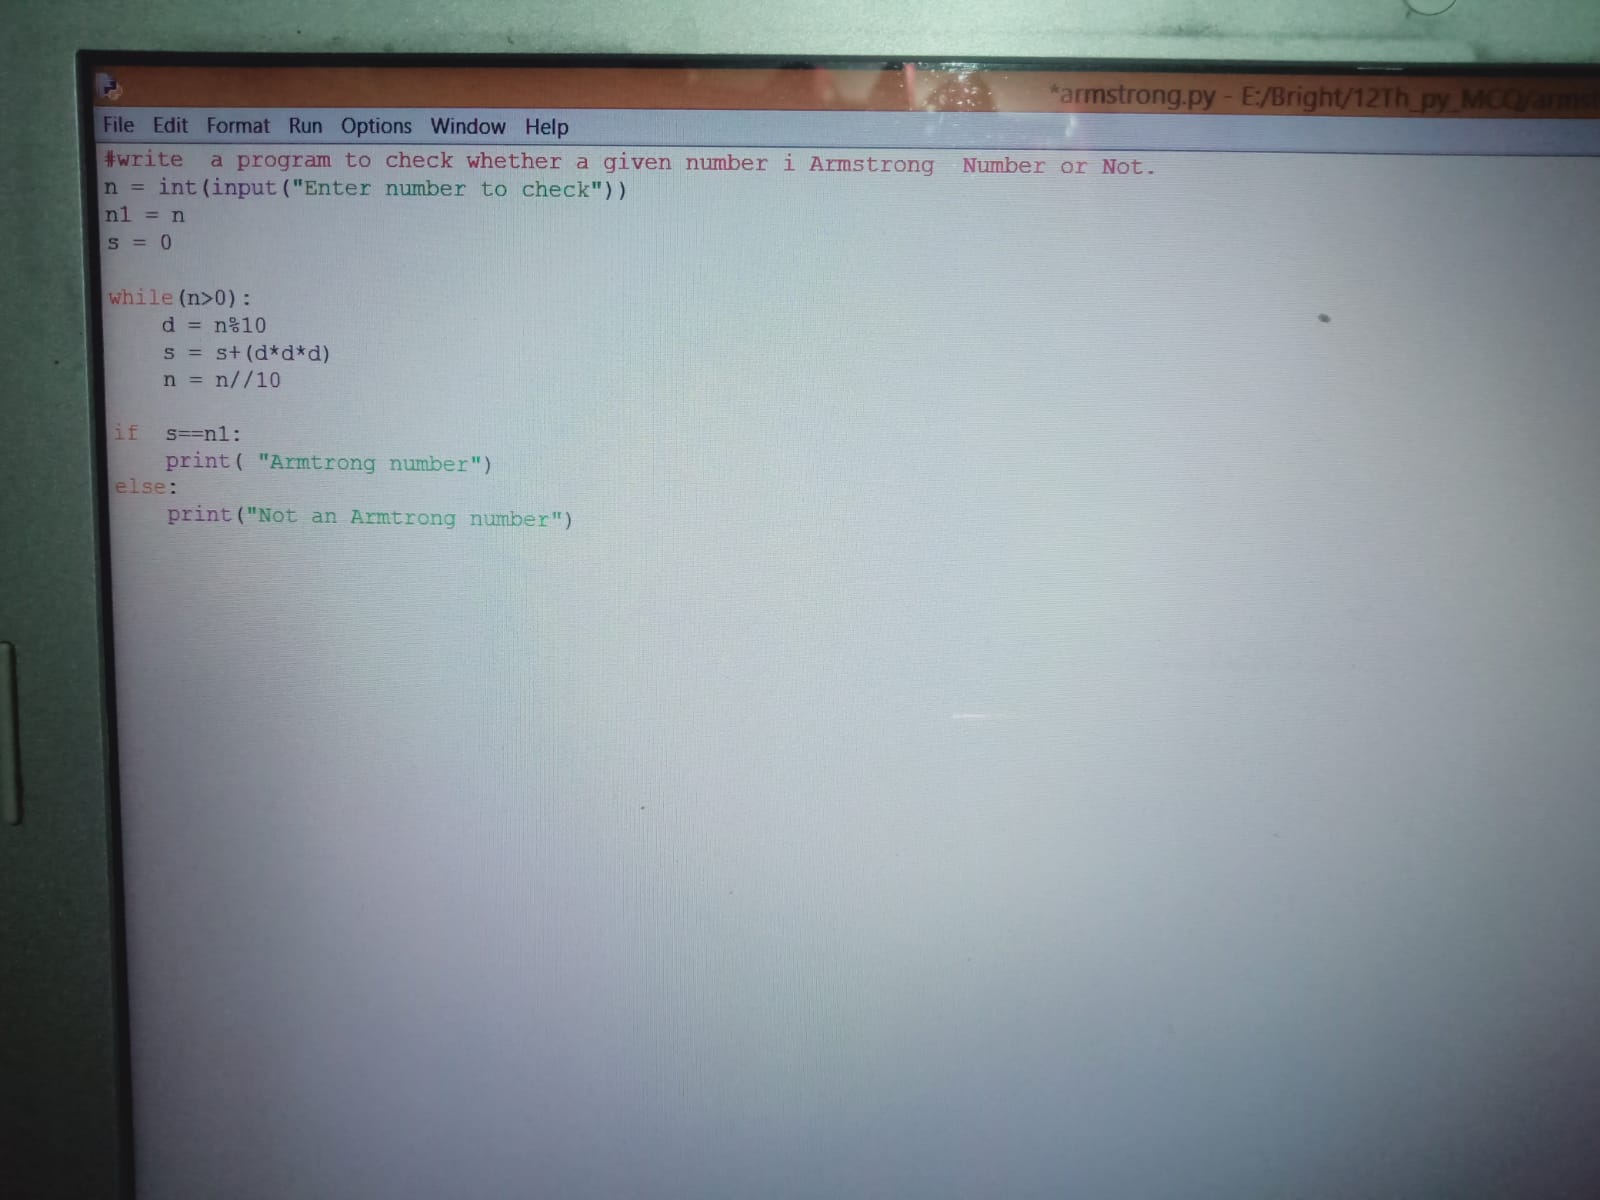 *armstrong.py - E:/Bright/12Th_py_MCQ/armst
File Edit Format Run Options Window Help
#write  a program to check whether a given number i Armstrong  Number or Not.
n = int(input("Enter number to check"))
n1 = n
s = 0
while(n>0):
    d = n%10
    s = s+(d*d*d)
    n = n//10
if  s==n1:
    print( "Armtrong number")
else:
    print("Not an Armtrong number")